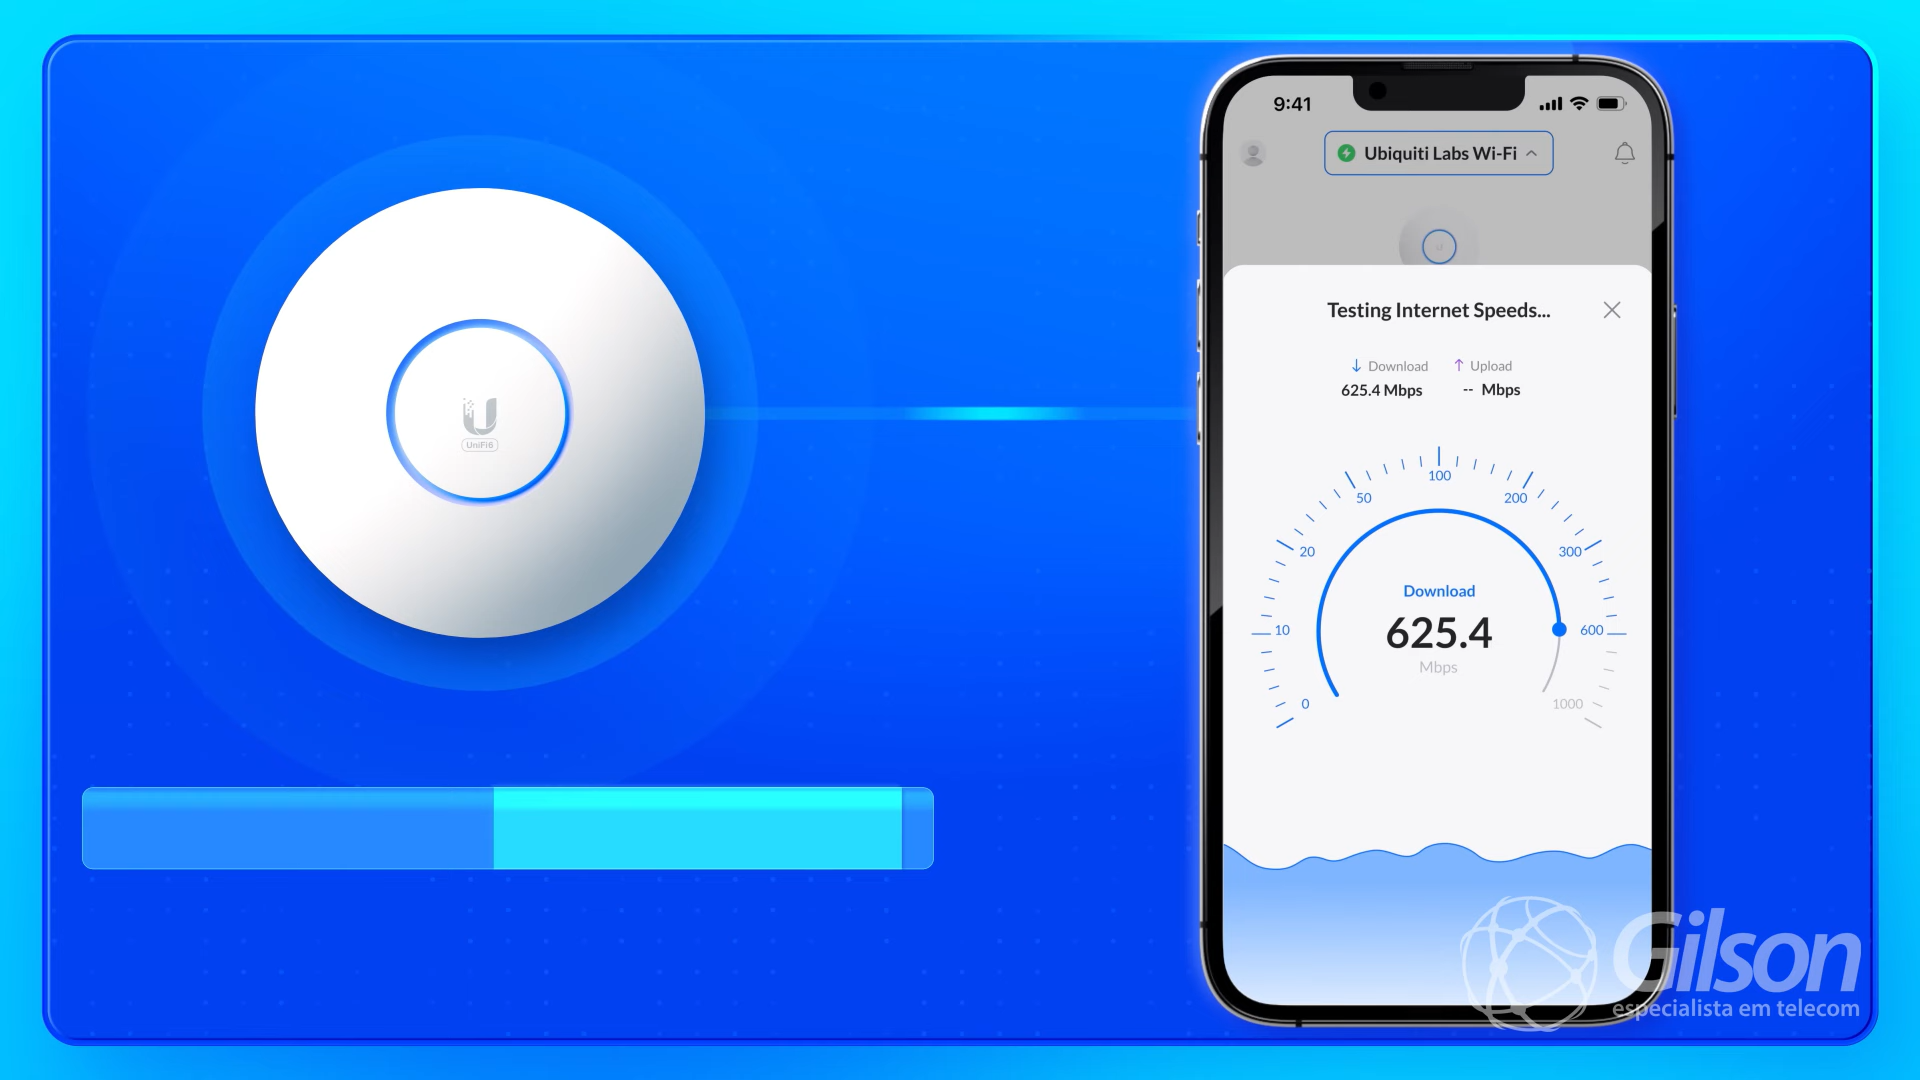 UniFi6
9:41
Ubiquiti Labs Wi-Fi
Testing Internet Speeds...
Download Upload
625.4 Mbps -- Mbps
100
50 200
20 300
Download
10 625.4 600
Mbps
0 1000
Gilson
especialista em telecom